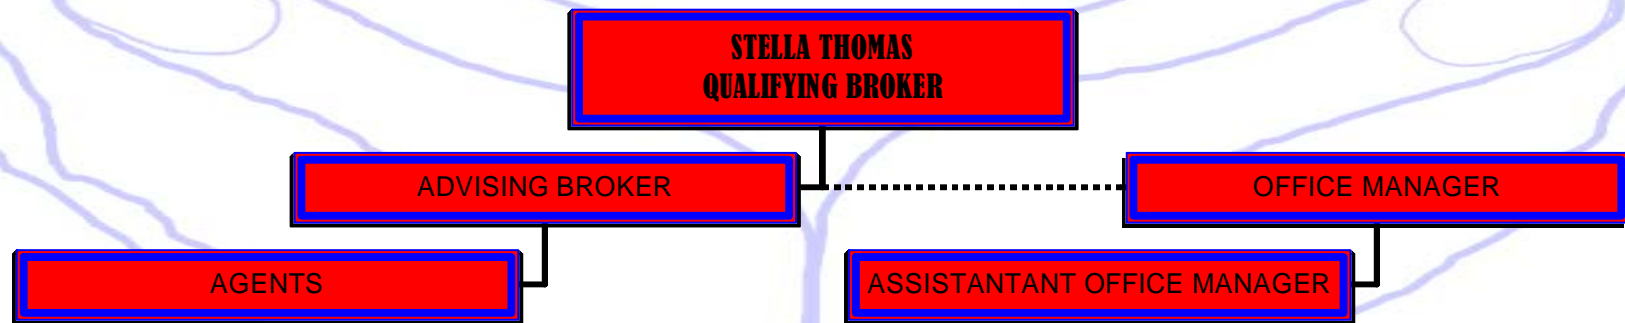 STELLA THOMAS
QUALIFYING BROKER
ADVISING BROKER
OFFICE MANAGER
AGENTS
ASSISTANTANT OFFICE MANAGER